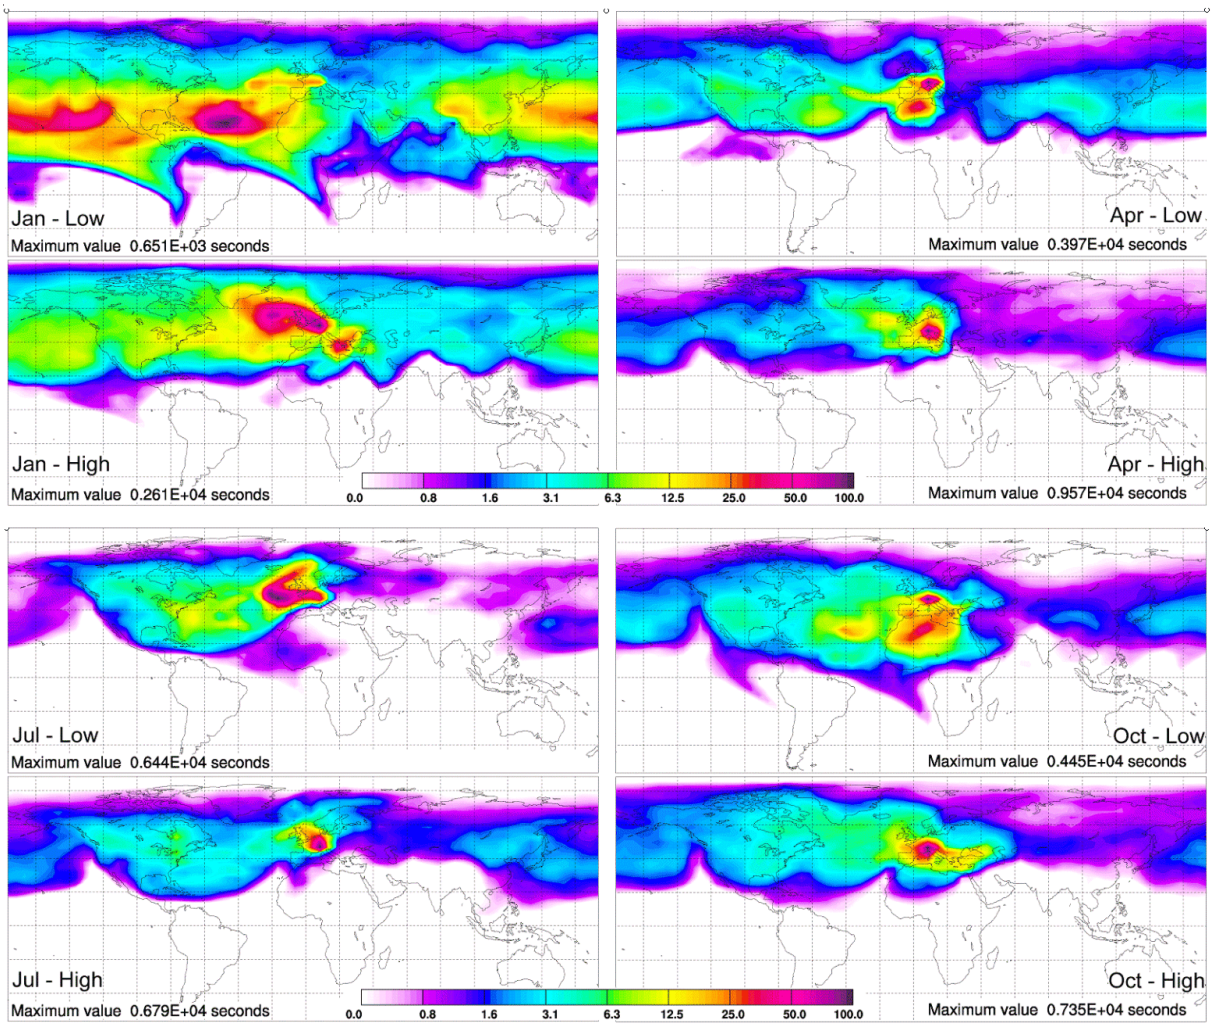 Jan - Low
Maximum value 0.651E+03 seconds
Apr - Low
Maximum value 0.397E+04 seconds
Jan - High
Maximum value 0.261E+04 seconds
Apr - High
Maximum value 0.957E+04 seconds
0.0 0.8 1.6 3.1 6.3 12.5 25.0 50.0 100.0
Jul - Low
Maximum value 0.644E+04 seconds
Oct - Low
Maximum value 0.445E+04 seconds
Jul - High
Maximum value 0.679E+04 seconds
Oct - High
Maximum value 0.735E+04 seconds
0.0 0.8 1.6 3.1 6.3 12.5 25.0 50.0 100.0